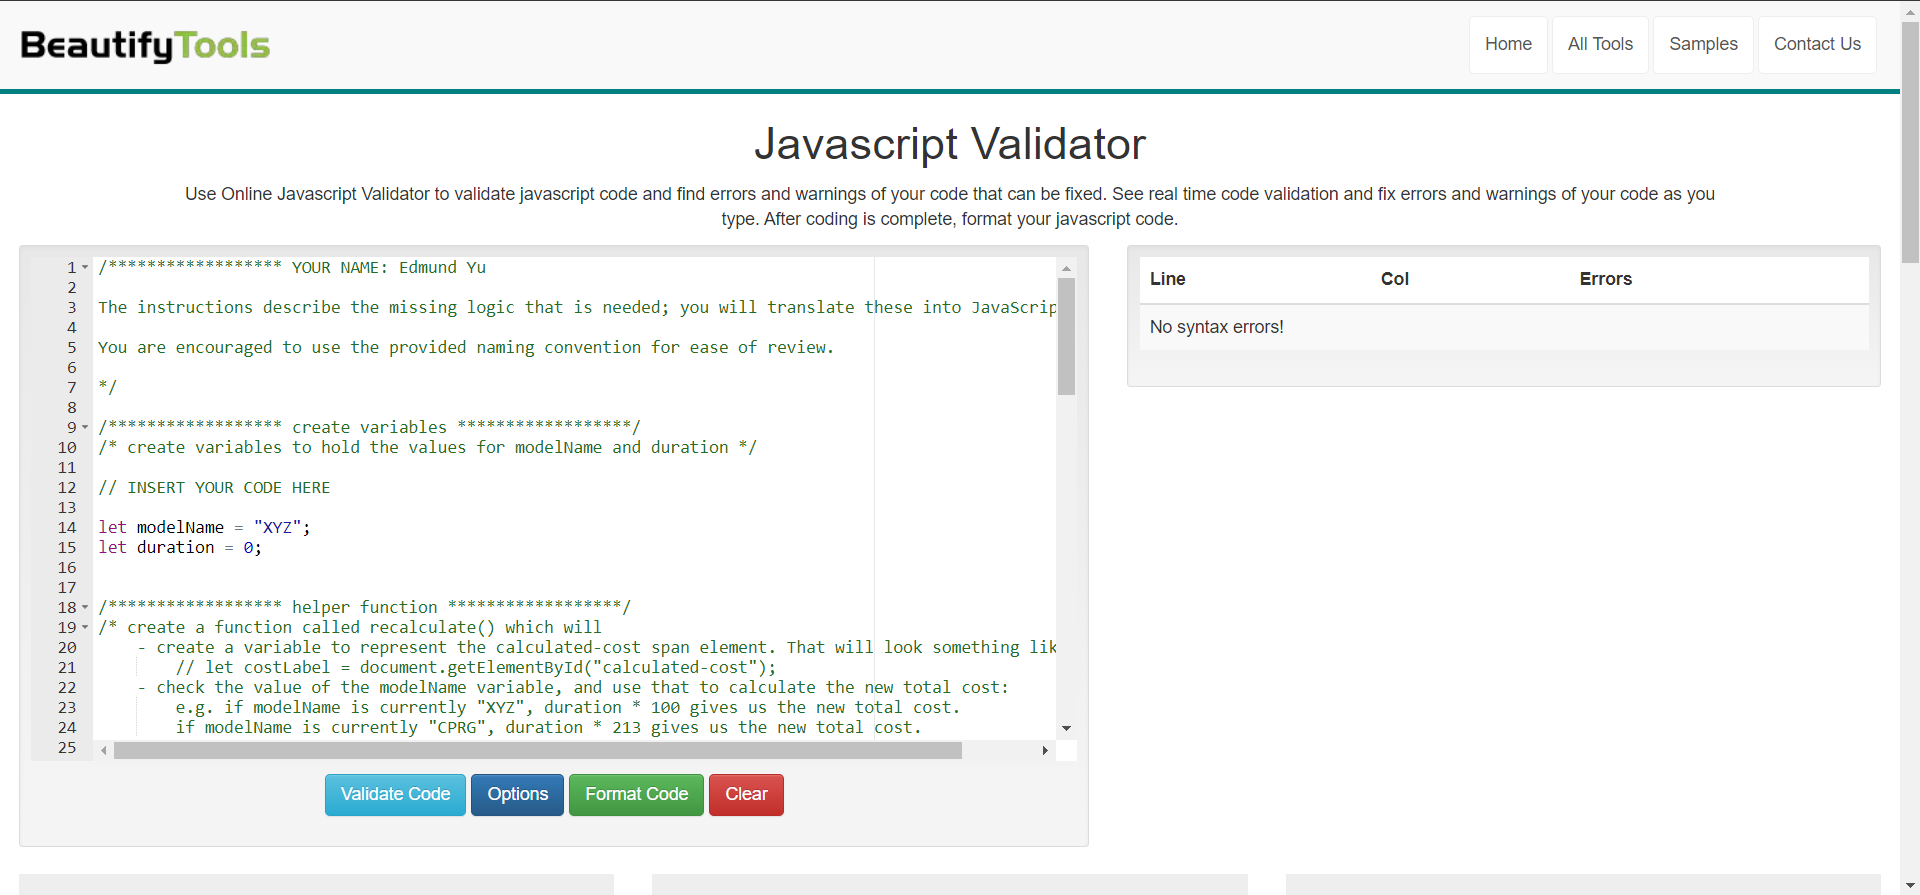 BeautifyTools
Home
All Tools
Samples
Contact Us
Javascript Validator
Use Online Javascript Validator to validate javascript code and find errors and warnings of your code that can be fixed. See real time code validation and fix errors and warnings of your code as you
type. After coding is complete, format your javascript code.
1 /****************** YOUR NAME: Edmund Yu
2
3 The instructions describe the missing logic that is needed; you will translate these into JavaScrip
4
5 You are encouraged to use the provided naming convention for ease of review.
6
7 */
8
9 /****************** create variables ******************/
10 /* create variables to hold the values for modelName and duration */
11
12 // INSERT YOUR CODE HERE
13
14 let modelName = "XYZ";
15 let duration = 0;
16
17
18 /****************** helper function ******************/
19 /* create a function called recalculate() which will
20 - create a variable to represent the calculated-cost span element. That will look something lik
21 // let costLabel = document.getElementById("calculated-cost");
22 - check the value of the modelName variable, and use that to calculate the new total cost:
23 e.g. if modelName is currently "XYZ", duration * 100 gives us the new total cost.
24 if modelName is currently "CPRG", duration * 213 gives us the new total cost.
25
Validate Code
Options
Format Code
Clear
Line Col Errors
No syntax errors!